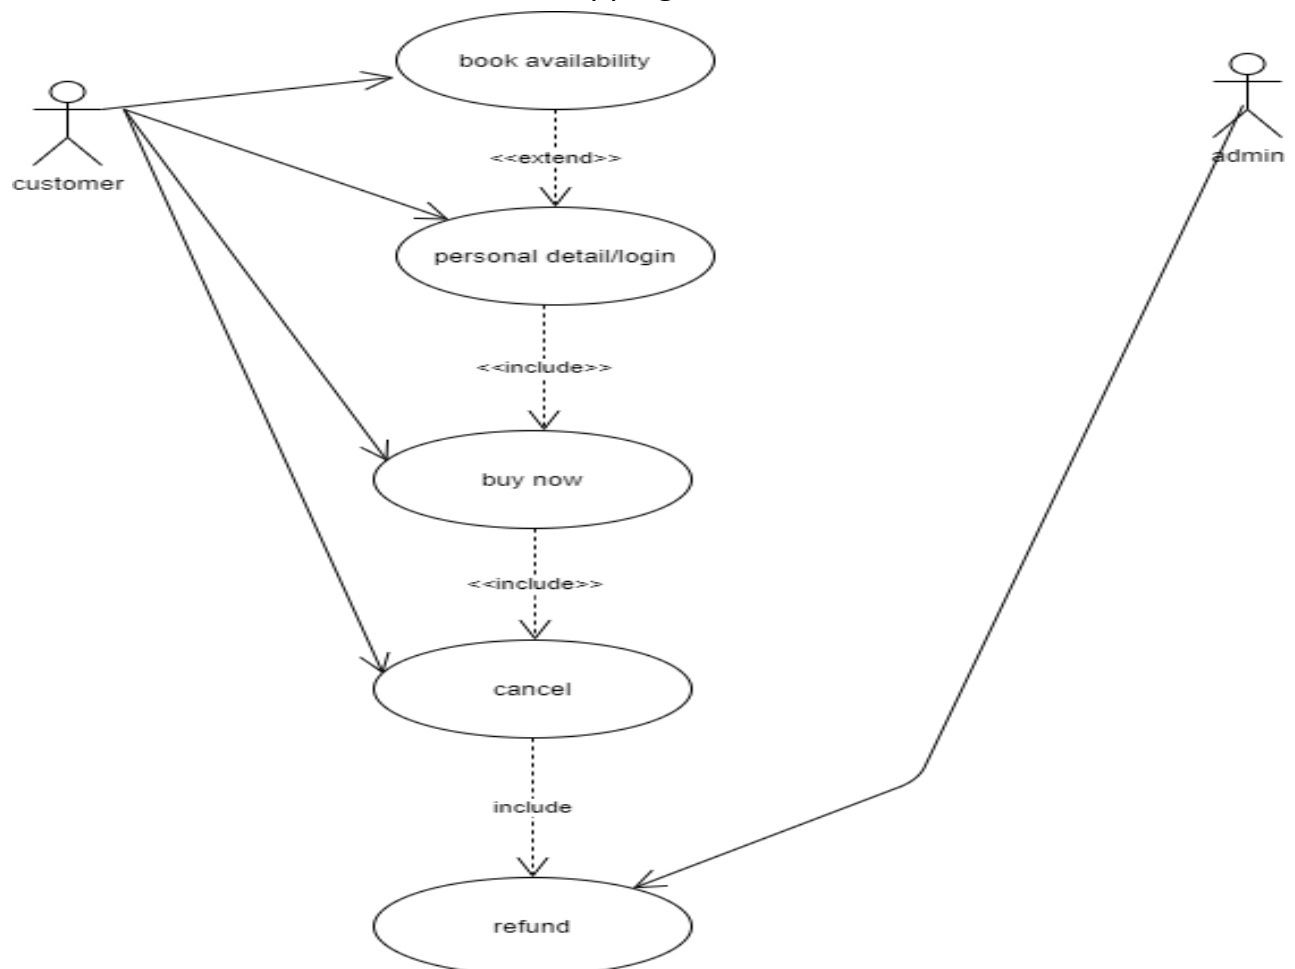 book availability
customer
admin
<<extend>>
personal detail/login
<<include>>
buy now
<<include>>
cancel
include
refund